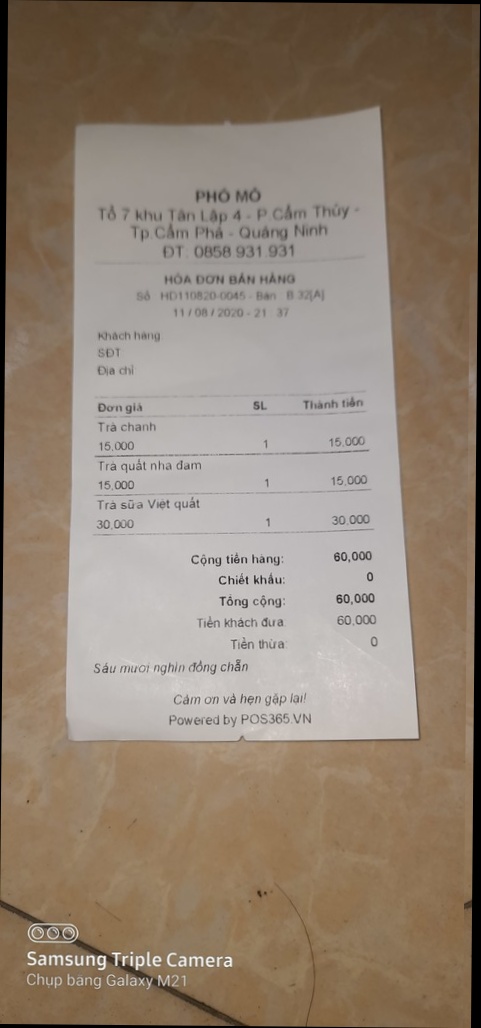 PHỐ MỎ
Tổ 7 khu Tân Lập 4 - P.Cẩm Thủy -
Tp.Cẩm Phả - Quảng Ninh
ĐT: 0858.931.931
HÓA ĐƠN BÁN HÀNG
Số : HD110820-0045 - Bàn : B.32[A]
11 / 08 / 2020 - 21 : 37
Khách hàng:
SĐT:
Địa chỉ:
Đơn giá SL Thành tiền
Trà chanh
15,000 1 15,000
Trà quất nha đam
15,000 1 15,000
Trà sữa Việt quất
30,000 1 30,000
Cộng tiền hàng: 60,000
Chiết khấu: 0
Tổng cộng: 60,000
Tiền khách đưa: 60,000
Tiền thừa: 0
Sáu mươi nghìn đồng chẵn
Cảm ơn và hẹn gặp lại!
Powered by POS365.VN
Samsung Triple Camera
Chụp bằng Galaxy M21